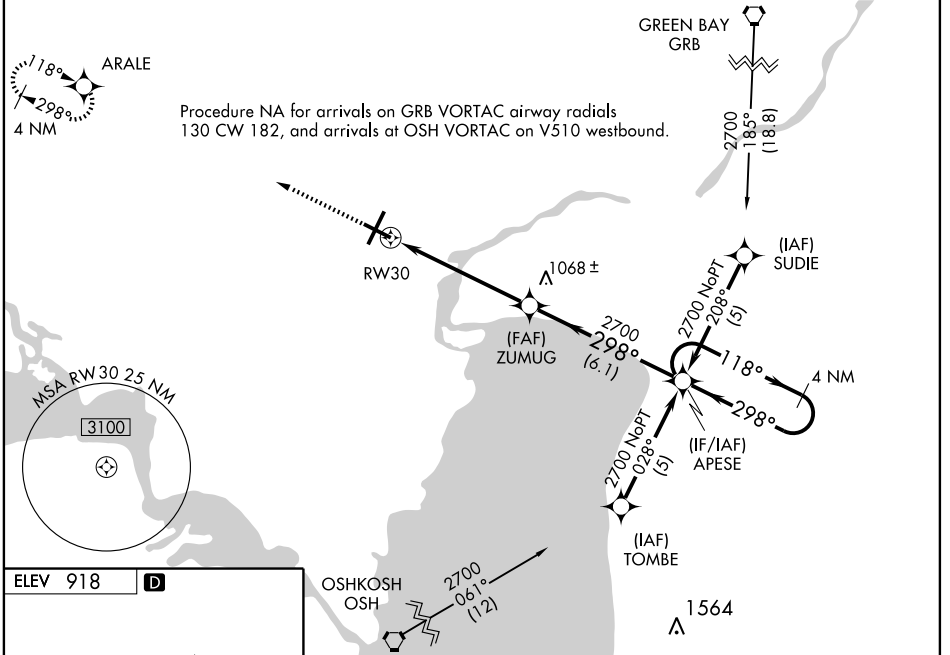 GREEN BAY
GRB
118°
ARALE
298°
4 NM
Procedure NA for arrivals on GRB VORTAC airway radials
130 CW 182, and arrivals at OSH VORTAC on V510 westbound.
2700
185°
(18.8)
RW30
1068 ±
(IAF)
SUDIE
2700 NoPT
208°
(5)
(FAF)
ZUMUG
2700
298°
(6.1)
118°
4 NM
298°
(IF/IAF)
APESE
MSA RW30 25 NM
3100
2700 NoPT
028°
(5)
(IAF)
TOMBE
ELEV 918 D
OSHKOSH
OSH
2700
061°
(12)
1564